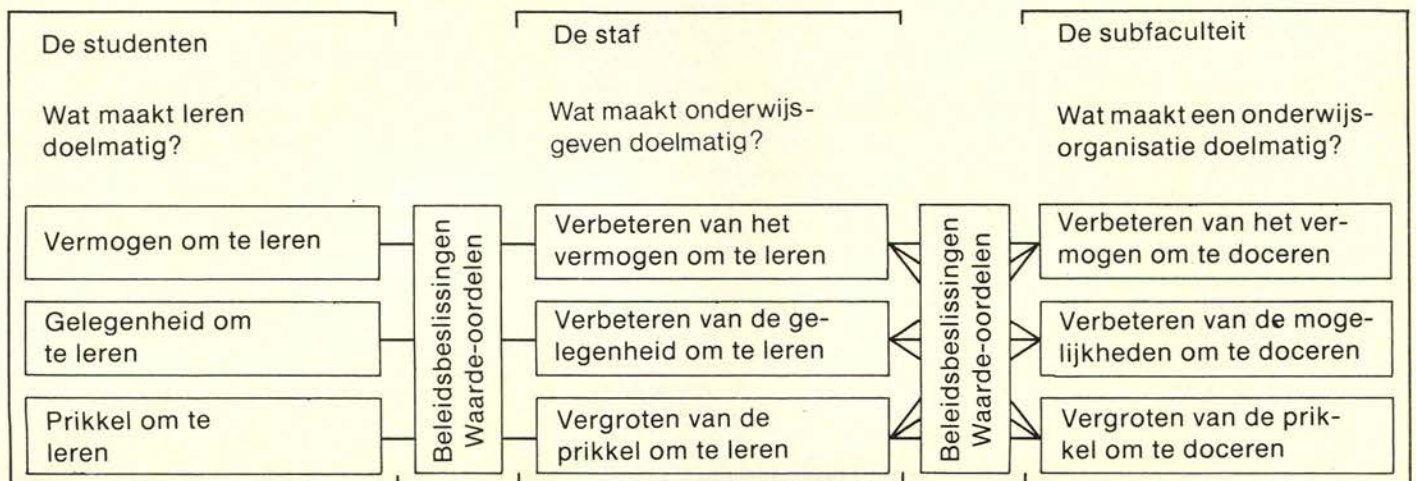 De studenten
Wat maakt leren
doelmatig?
Vermogen om te leren
Gelegenheid om
te leren
Prikkel om te
leren
Beleidsbeslissingen
Waarde-oordelen
De staf
Wat maakt onderwijs-
geven doelmatig?
Verbeteren van het
vermogen om te leren
Verbeteren van de ge-
legenheid om te leren
Vergroten van de
prikkel om te leren
Beleidsbeslissingen
Waarde-oordelen
De subfaculteit
Wat maakt een onderwijs-
organisatie doelmatig?
Verbeteren van het ver-
mogen om te doceren
Verbeteren van de moge-
lijkheden om te doceren
Vergroten van de prik-
kel om te doceren